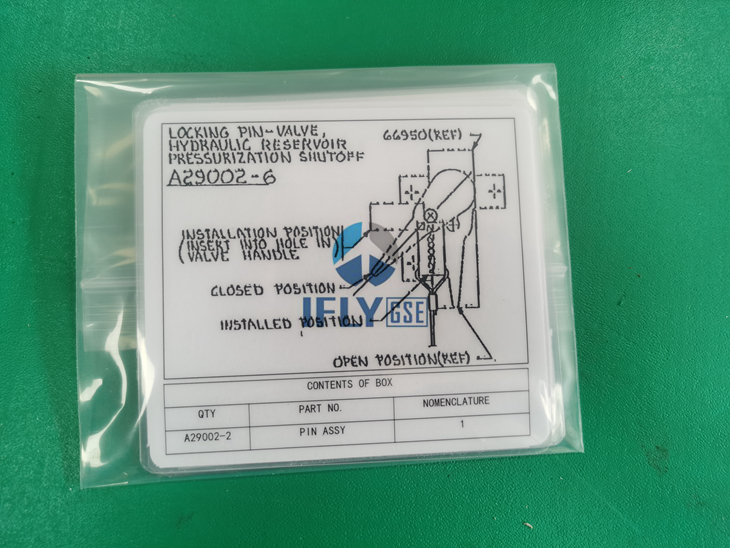 LOCKING PIN-VALVE,
HYDRAULIC RESERVOIR
PRESSURIZATION SHUTOFF
A29002-6
66950(REF)
INSTALLATION POSITION
(INSERT INTO HOLE IN)
VALVE HANDLE
CLOSED POSITION
IFLY GSE
INSTALLED POSITION
OPEN POSITION(REF)
CONTENTS OF BOX
QTY PART NO. NOMENCLATURE
A29002-2 PIN ASSY 1